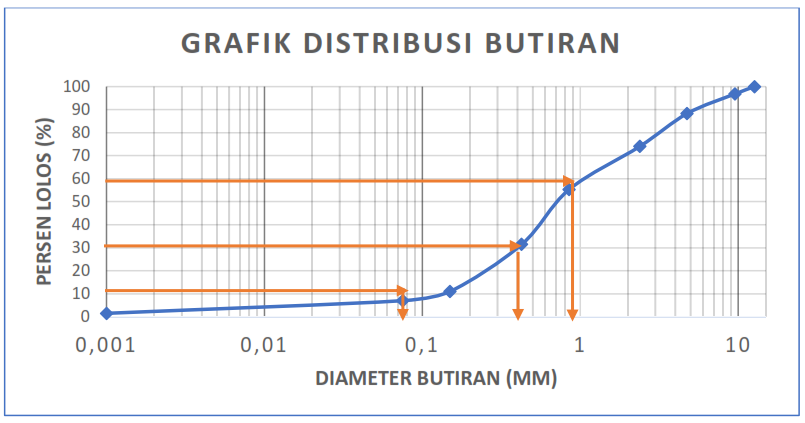 GRAFIK DISTRIBUSI BUTIRAN
PERSEN LOLOS (%)
100
90
80
70
60
50
40
30
20
10
0
0,001 0,01 0,1 1 10
DIAMETER BUTIRAN (MM)